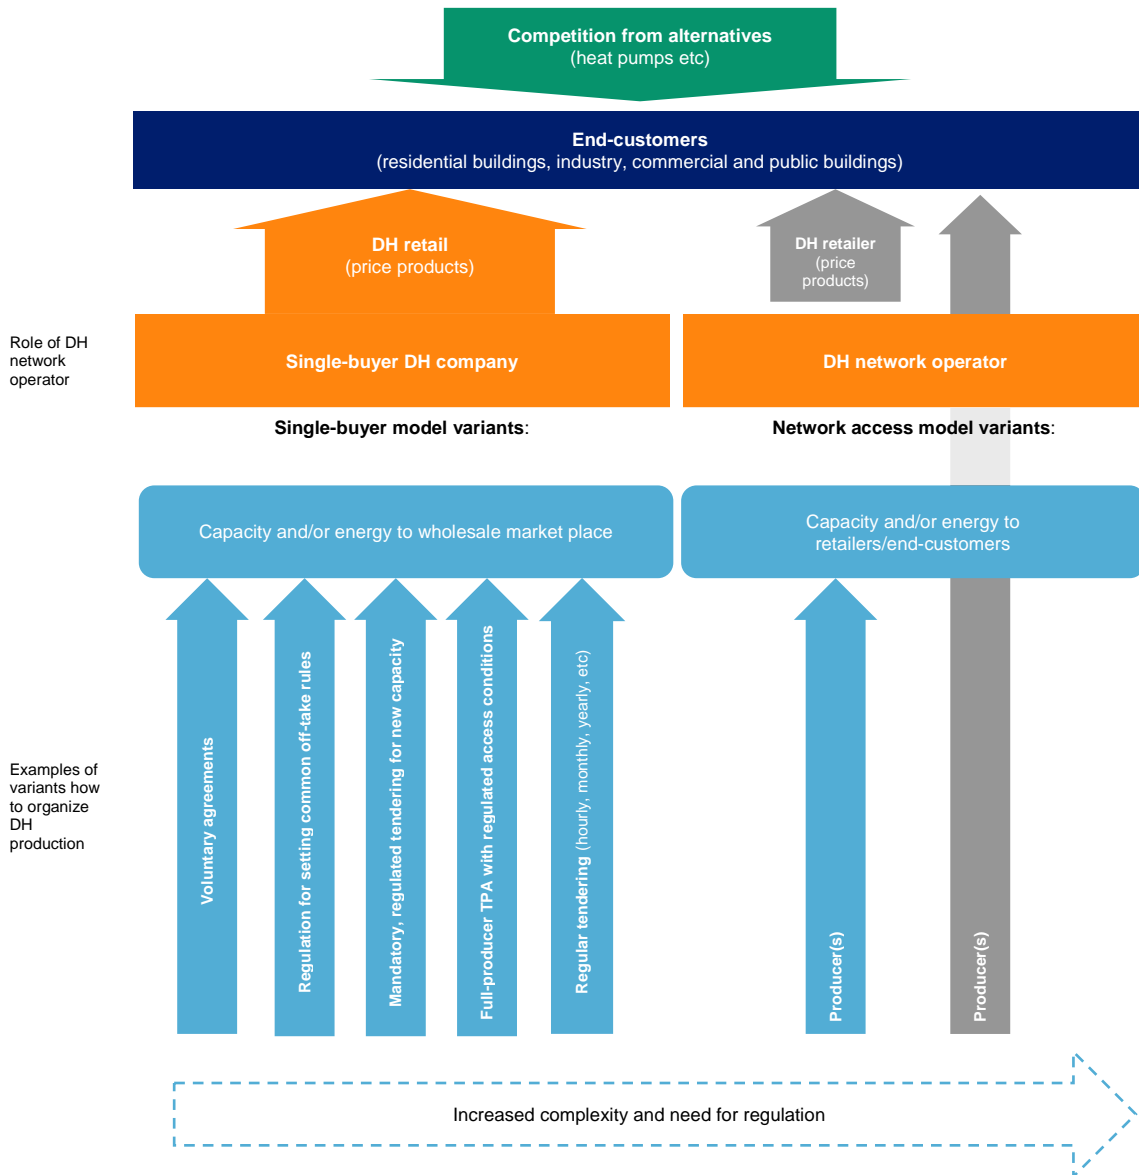 Competition from alternatives
(heat pumps etc)
End-customers
(residential buildings, industry, commercial and public buildings)
DH retail
(price products)
DH retailer
(price
products)
Role of DH
network
operator
Single-buyer DH company
DH network operator
Single-buyer model variants:
Network access model variants:
Capacity and/or energy to wholesale market place
Capacity and/or energy to
retailers/end-customers
Examples of
variants how
to organize
DH
production
Voluntary agreements
Regulation for setting common off-take rules
Mandatory, regulated tendering for new capacity
Full-producer TPA with regulated access conditions
Regular tendering (hourly, monthly, yearly, etc)
Producer(s)
Producer(s)
Increased complexity and need for regulation